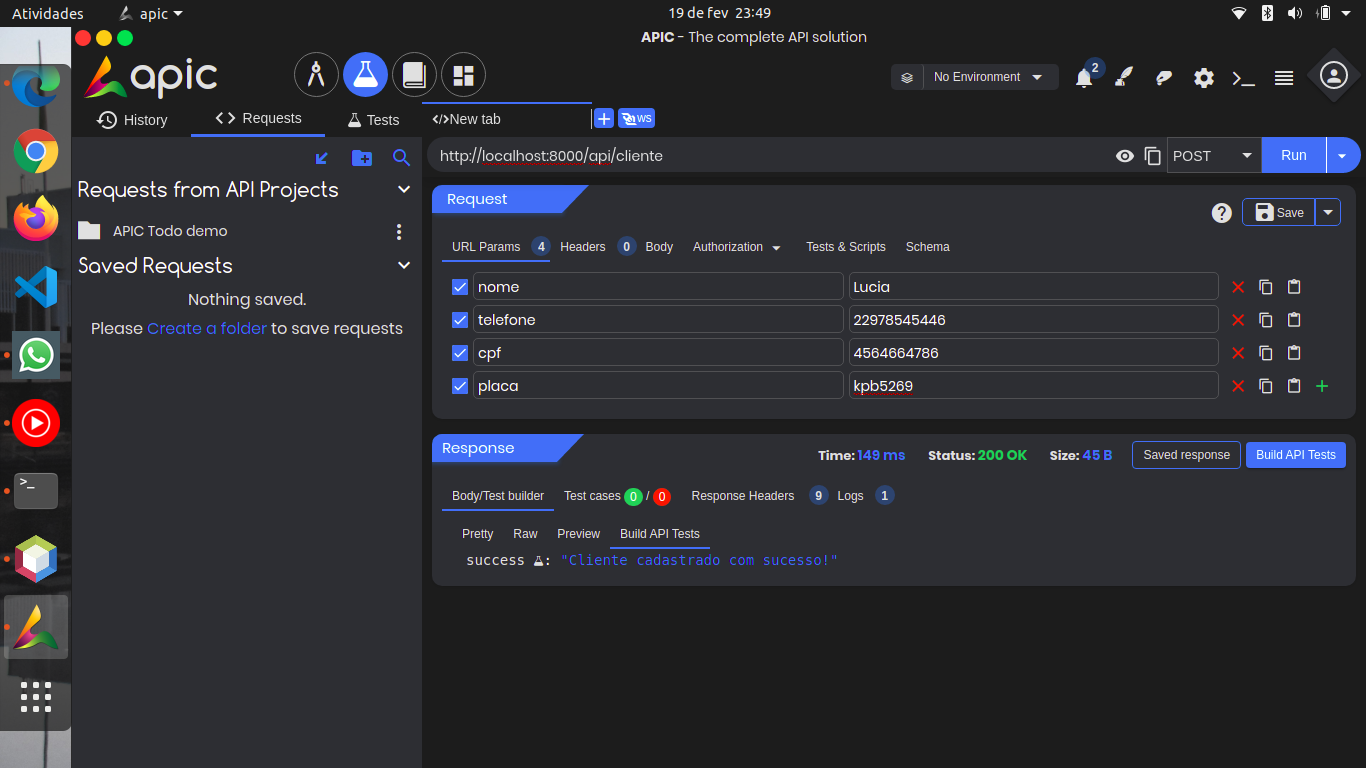 Atividades apic 19 de fev 23:49
APIC - The complete API solution
apic
No Environment 2
History Requests Tests New tab ws
http://localhost:8000/api/cliente POST Run
Requests from API Projects
APIC Todo demo
Saved Requests
Nothing saved.
Please Create a folder to save requests
Request
Save
URL Params 4 Headers 0 Body Authorization Tests & Scripts Schema
nome Lucia
telefone 22978545446
cpf 4564664786
placa kpb5269
Response
Time: 149 ms Status: 200 OK Size: 45 B Saved response Build API Tests
Body/Test builder Test cases 0 / 0 Response Headers 9 Logs 1
Pretty Raw Preview Build API Tests
success : "Cliente cadastrado com sucesso!"